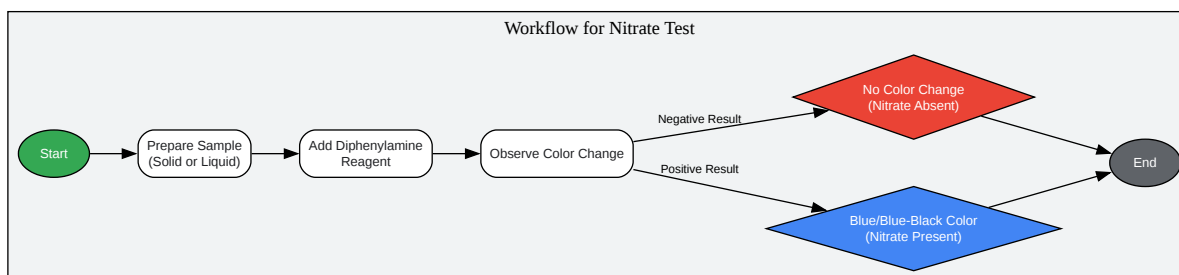 Workflow for Nitrate Test
Start
Prepare Sample
(Solid or Liquid)
Add Diphenylamine
Reagent
Observe Color Change
Negative Result
No Color Change
(Nitrate Absent)
Positive Result
Blue/Blue-Black Color
(Nitrate Present)
End